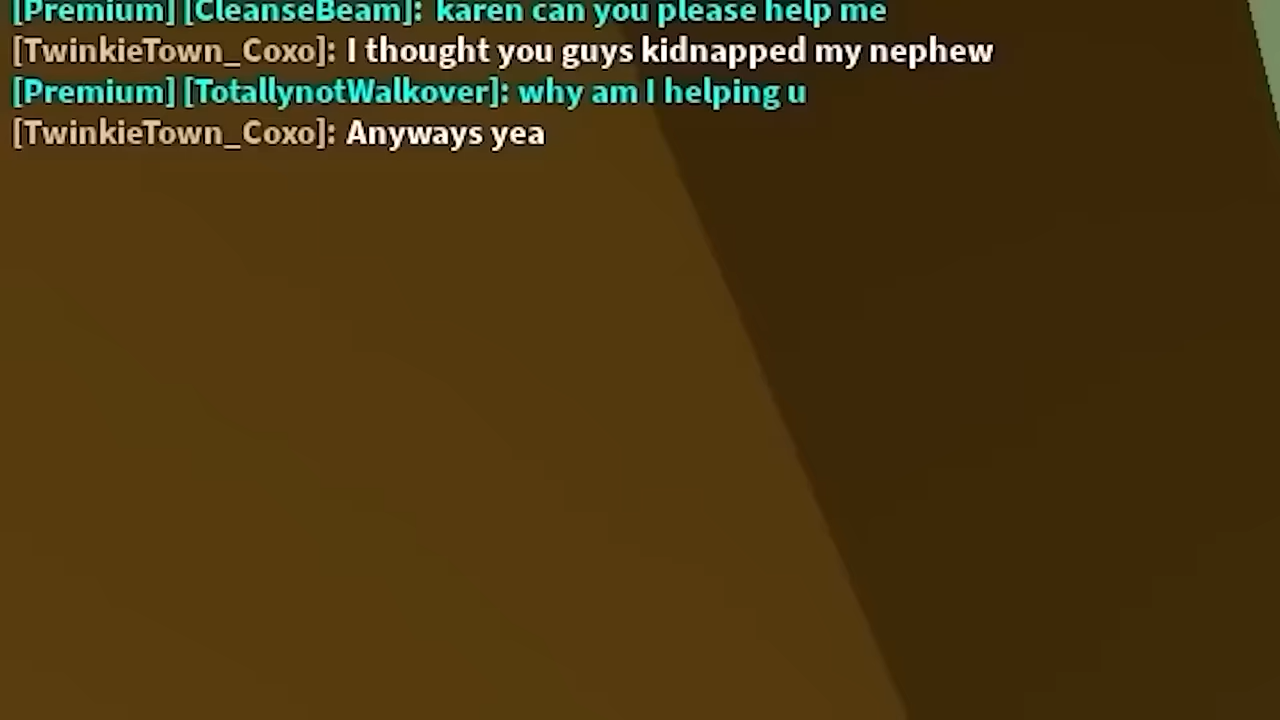 [Premium] [CleanseBeam]: karen can you please help me
[TwinkieTown_Coxo]: I thought you guys kidnapped my nephew
[Premium] [TotallynotWalkover]: why am I helping u
[TwinkieTown_Coxo]: Anyways yea